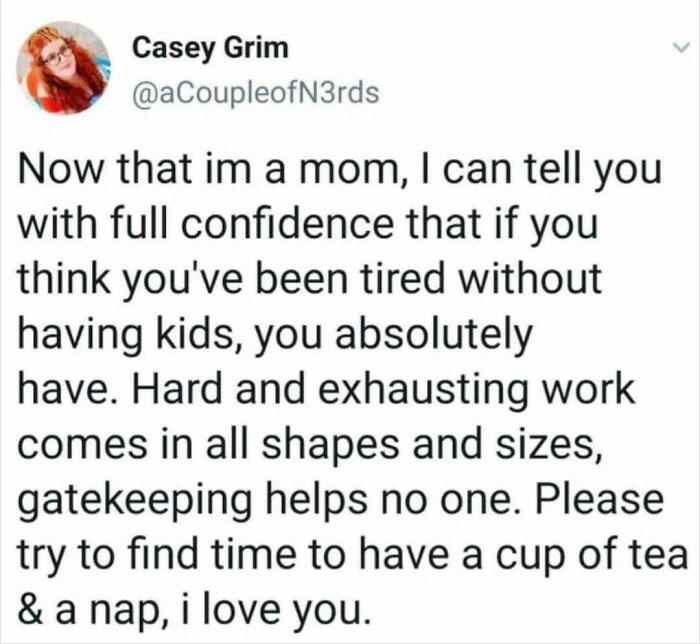 Casey Grim
@aCoupleofN3rds
Now that im a mom, I can tell you
with full confidence that if you
think you've been tired without
having kids, you absolutely
have. Hard and exhausting work
comes in all shapes and sizes,
gatekeeping helps no one. Please
try to find time to have a cup of tea
& a nap, i love you.